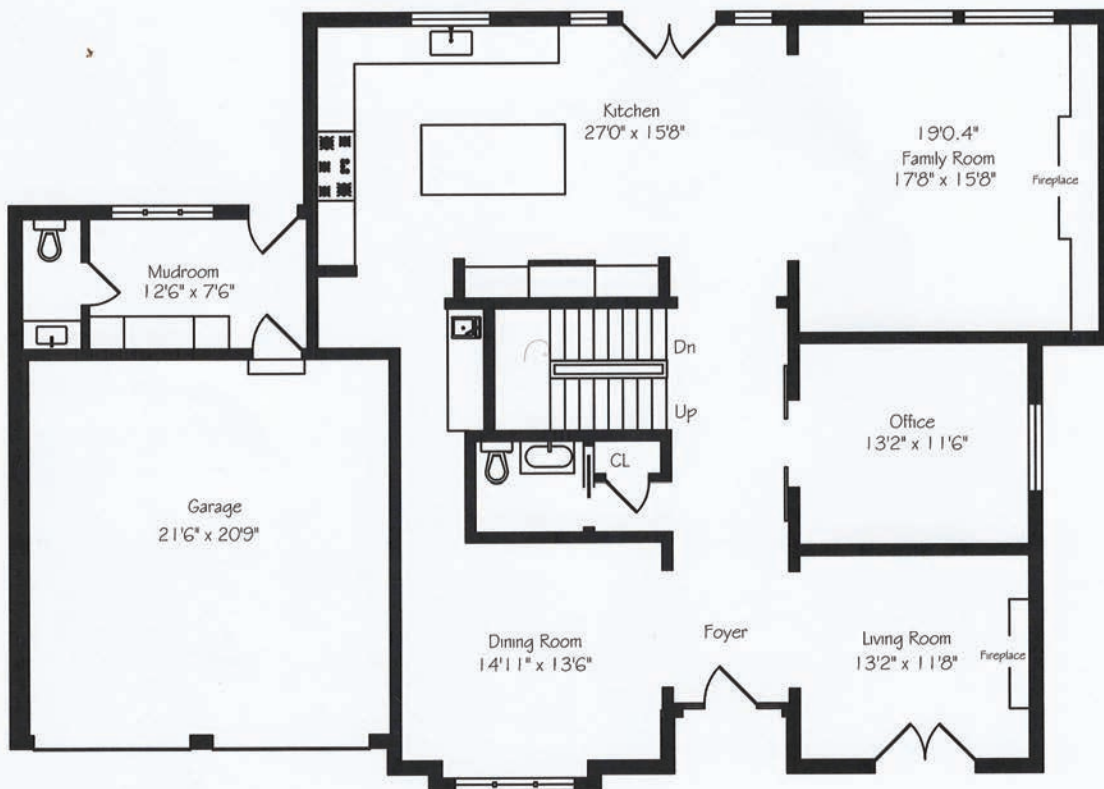 Kitchen
27'0" x 15'8"
19'0.4"
Family Room
17'8" x 15'8"
Fireplace
Mudroom
12'6" x 7'6"
Dn
Up
Office
13'2" x 11'6"
CL
Garage
21'6" x 20'9"
Dining Room
14'11" x 13'6"
Foyer
Living Room
13'2" x 11'8"
Fireplace